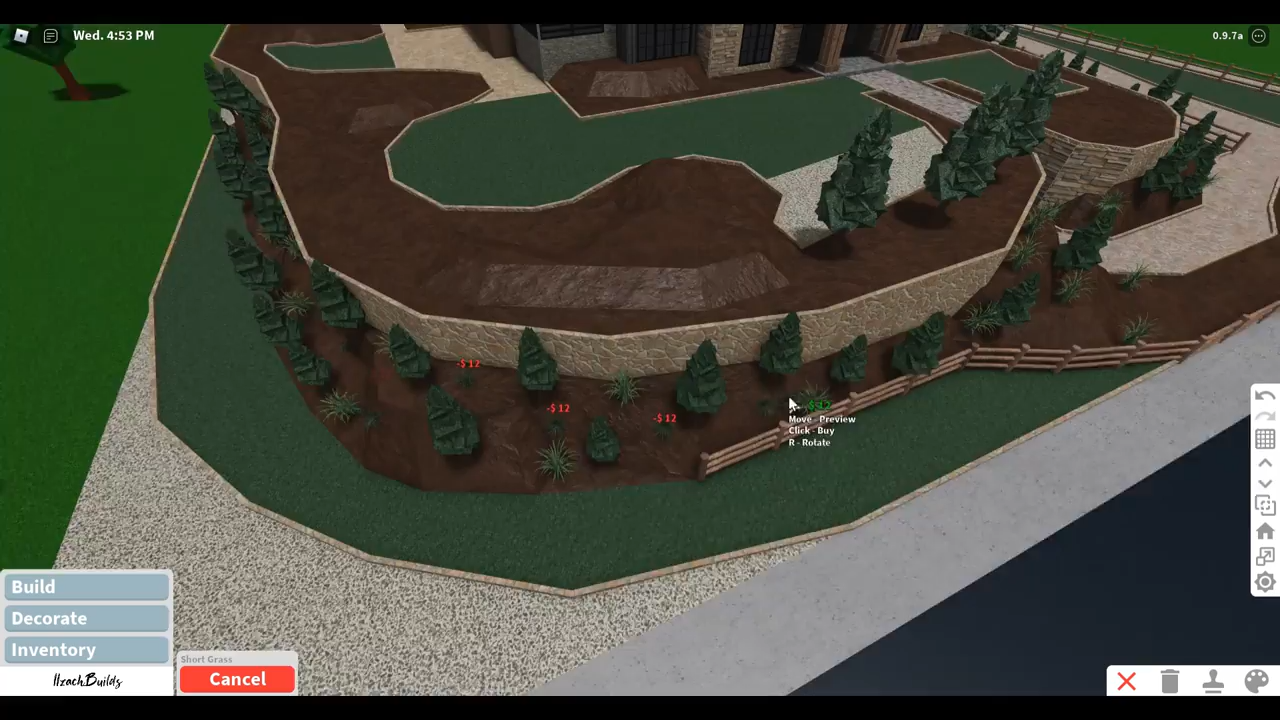 Wed. 4:53 PM
0.9.7a
-$ 12
-$ 12
-$ 12
Move - Preview
Click - Buy
R - Rotate
Build
Decorate
Inventory
Short Grass
Cancel